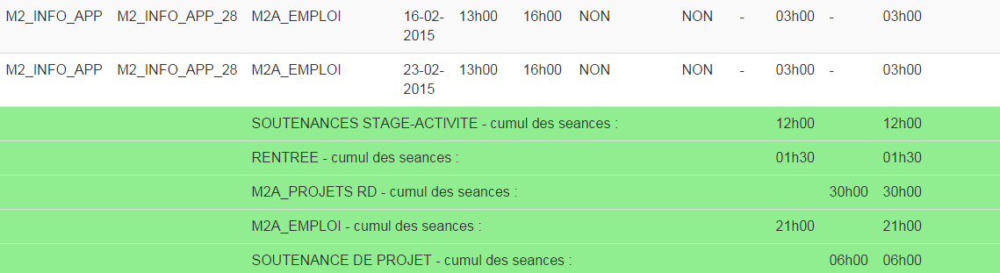 M2_INFO_APP M2_INFO_APP_28 M2A_EMPLOI 16-02-2015 13h00 16h00 NON NON - 03h00 - 03h00
M2_INFO_APP M2_INFO_APP_28 M2A_EMPLOI 23-02-2015 13h00 16h00 NON NON - 03h00 - 03h00
SOUTENANCES STAGE-ACTIVITE - cumul des seances : 12h00 12h00
RENTREE - cumul des seances : 01h30 01h30
M2A_PROJETS RD - cumul des seances : 30h00 30h00
M2A_EMPLOI - cumul des seances : 21h00 21h00
SOUTENANCE DE PROJET - cumul des seances : 06h00 06h00